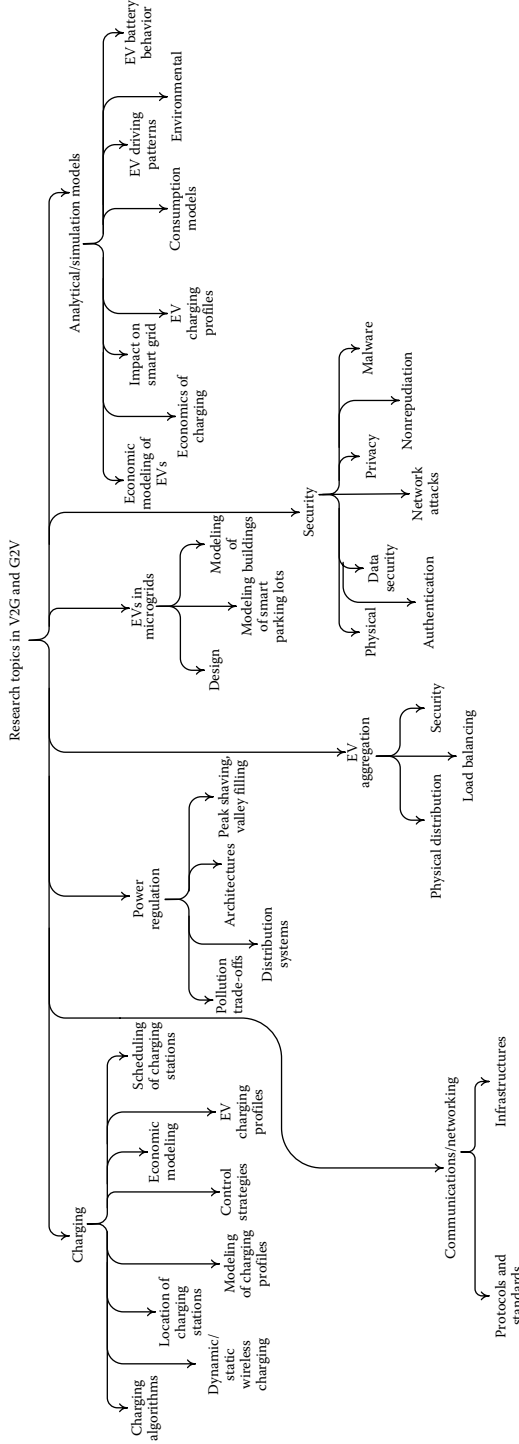 Research topics in V2G and G2V
Charging
Charging
algorithms
Dynamic/
static
wireless
charging
Location of
charging
stations
Modeling
of charging
profiles
Control
strategies
Economic
modeling
EV
charging
profiles
Scheduling
of charging
stations
Communications/networking
Protocols and
standards
Infrastructures
Power
regulation
Pollution
trade-offs
Distribution
systems
Architectures
Peak shaving,
valley filling
EV
aggregation
Physical distribution
Load balancing
Security
EVs in
microgrids
Design
Modeling
of smart
parking lots
Modeling
of
buildings
Security
Physical
Authentication
Data
security
Network
attacks
Privacy
Nonrepudiation
Malware
Analytical/simulation models
Economic
modeling of
EVs
Economics of
charging
Impact on
smart grid
EV
charging
profiles
Consumption
models
EV driving
patterns
Environmental
EV battery
behavior